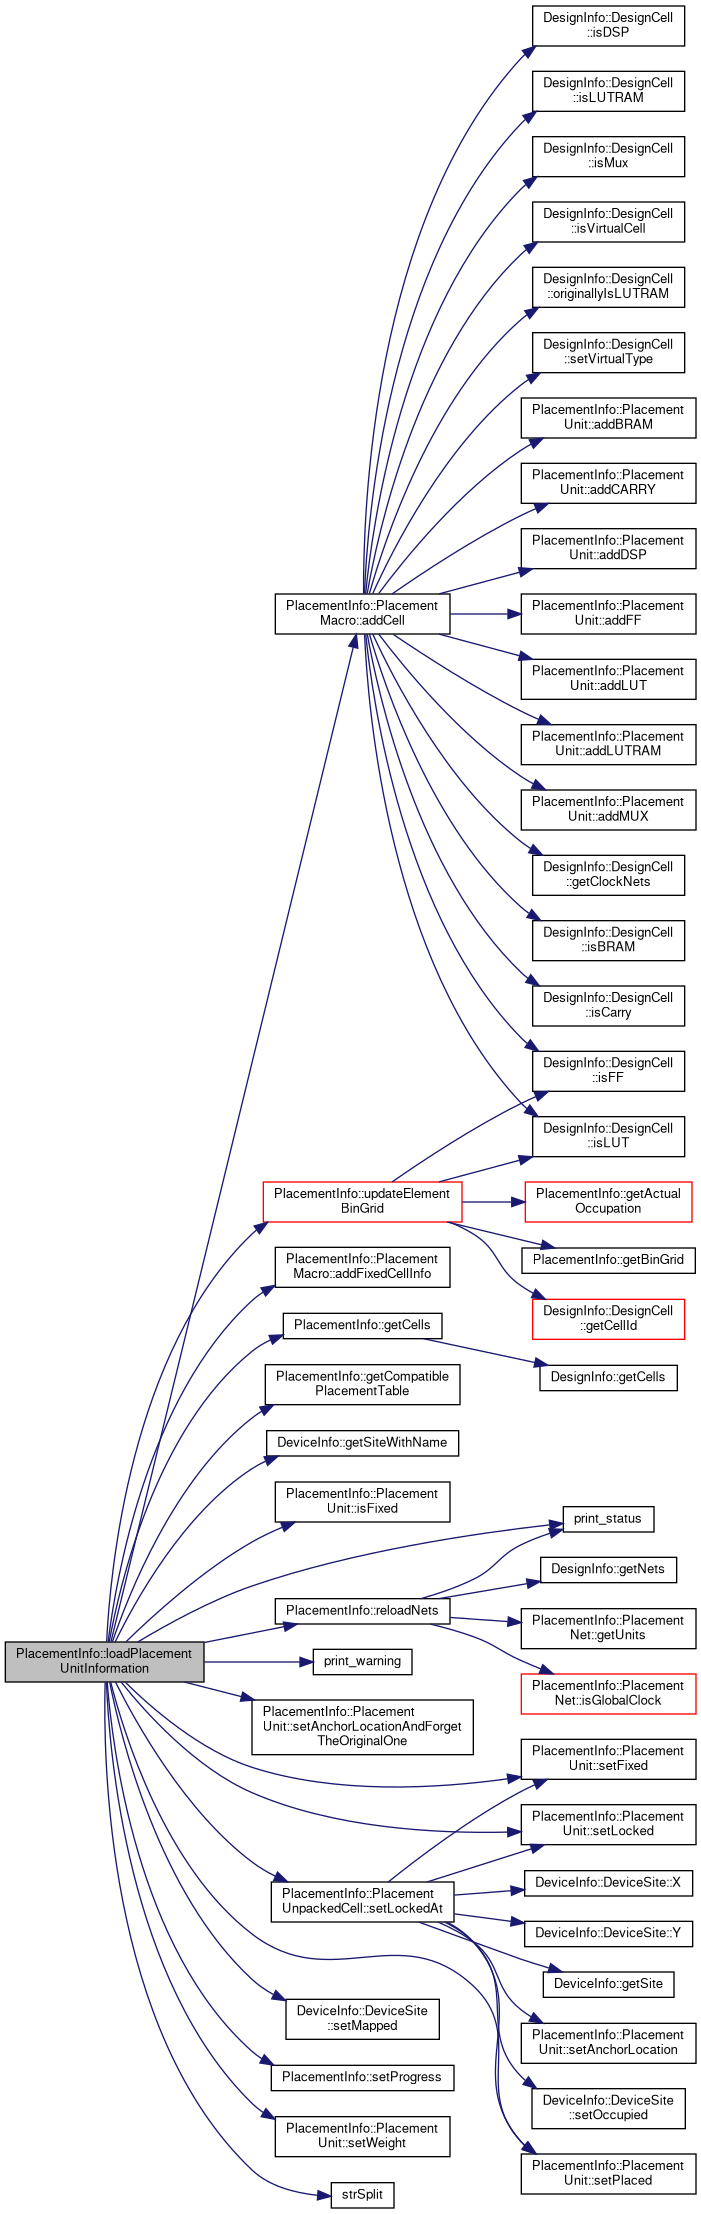 DesignInfo::DesignCell
::isDSP
DesignInfo::DesignCell
::isLUTRAM
DesignInfo::DesignCell
::isMux
DesignInfo::DesignCell
::isVirtualCell
DesignInfo::DesignCell
::originallyIsLUTRAM
DesignInfo::DesignCell
::setVirtualType
PlacementInfo::Placement
Unit::addBRAM
PlacementInfo::Placement
Unit::addCARRY
PlacementInfo::Placement
Unit::addDSP
PlacementInfo::Placement
Macro::addCell
PlacementInfo::Placement
Unit::addFF
PlacementInfo::Placement
Unit::addLUT
PlacementInfo::Placement
Unit::addLUTRAM
PlacementInfo::Placement
Unit::addMUX
DesignInfo::DesignCell
::getClockNets
DesignInfo::DesignCell
::isBRAM
DesignInfo::DesignCell
::isCarry
DesignInfo::DesignCell
::isFF
DesignInfo::DesignCell
::isLUT
PlacementInfo::updateElement
BinGrid
PlacementInfo::getActual
Occupation
PlacementInfo::Placement
Macro::addFixedCellInfo
PlacementInfo::getBinGrid
DesignInfo::DesignCell
::getCellId
PlacementInfo::getCells
DesignInfo::getCells
PlacementInfo::getCompatible
PlacementTable
DeviceInfo::getSiteWithName
PlacementInfo::Placement
Unit::isFixed
print_status
PlacementInfo::reloadNets
DesignInfo::getNets
PlacementInfo::Placement
Net::getUnits
PlacementInfo::loadPlacement
UnitInformation
print_warning
PlacementInfo::Placement
Net::isGlobalClock
PlacementInfo::Placement
Unit::setAnchorLocationAndForget
TheOriginalOne
PlacementInfo::Placement
Unit::setFixed
PlacementInfo::Placement
Unit::setLocked
PlacementInfo::Placement
UnpackedCell::setLockedAt
DeviceInfo::DeviceSite::X
DeviceInfo::DeviceSite::Y
DeviceInfo::getSite
DeviceInfo::DeviceSite
::setMapped
PlacementInfo::Placement
Unit::setAnchorLocation
PlacementInfo::setProgress
DeviceInfo::DeviceSite
::setOccupied
PlacementInfo::Placement
Unit::setWeight
PlacementInfo::Placement
Unit::setPlaced
strSplit